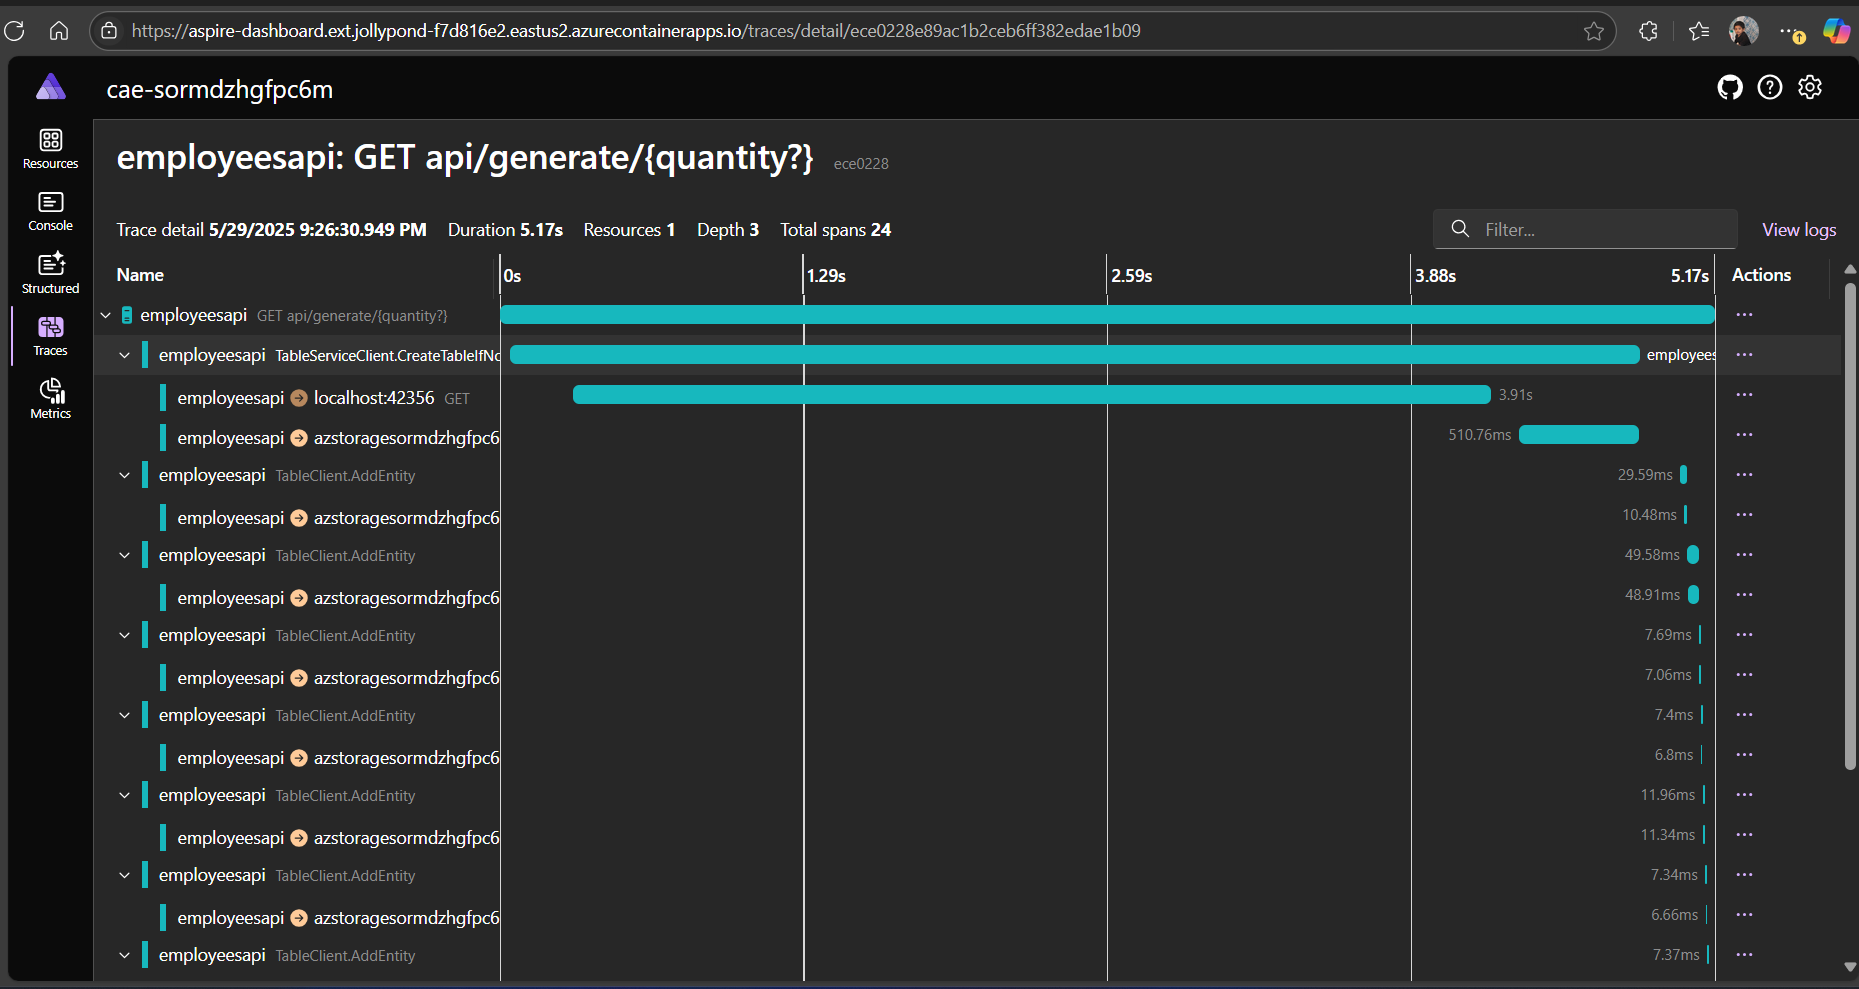 https://aspire-dashboard.ext.jollypond-f7d816e2.eastus2.azurecontainerapps.io/traces/detail/ece0228e89ac1b2ceb6ff382edae1b09
cae-sormdzhgfpc6m
Resources
Console
Structured
Traces
Metrics
employeesapi: GET api/generate/{quantity?} ece0228
Trace detail 5/29/2025 9:26:30.949 PM Duration 5.17s Resources 1 Depth 3 Total spans 24
Filter...
View logs
Name 0s 1.29s 2.59s 3.88s 5.17s Actions
employeesapi GET api/generate/{quantity?}
employeesapi TableServiceClient.CreateTableIfNo employees
employeesapi localhost:42356 GET 3.91s
employeesapi azstoragesormdzhgfpc6 510.76ms
employeesapi TableClient.AddEntity 29.59ms
employeesapi azstoragesormdzhgfpc6 10.48ms
employeesapi TableClient.AddEntity 49.58ms
employeesapi azstoragesormdzhgfpc6 48.91ms
employeesapi TableClient.AddEntity 7.69ms
employeesapi azstoragesormdzhgfpc6 7.06ms
employeesapi TableClient.AddEntity 7.4ms
employeesapi azstoragesormdzhgfpc6 6.8ms
employeesapi TableClient.AddEntity 11.96ms
employeesapi azstoragesormdzhgfpc6 11.34ms
employeesapi TableClient.AddEntity 7.34ms
employeesapi azstoragesormdzhgfpc6 6.66ms
employeesapi TableClient.AddEntity 7.37ms